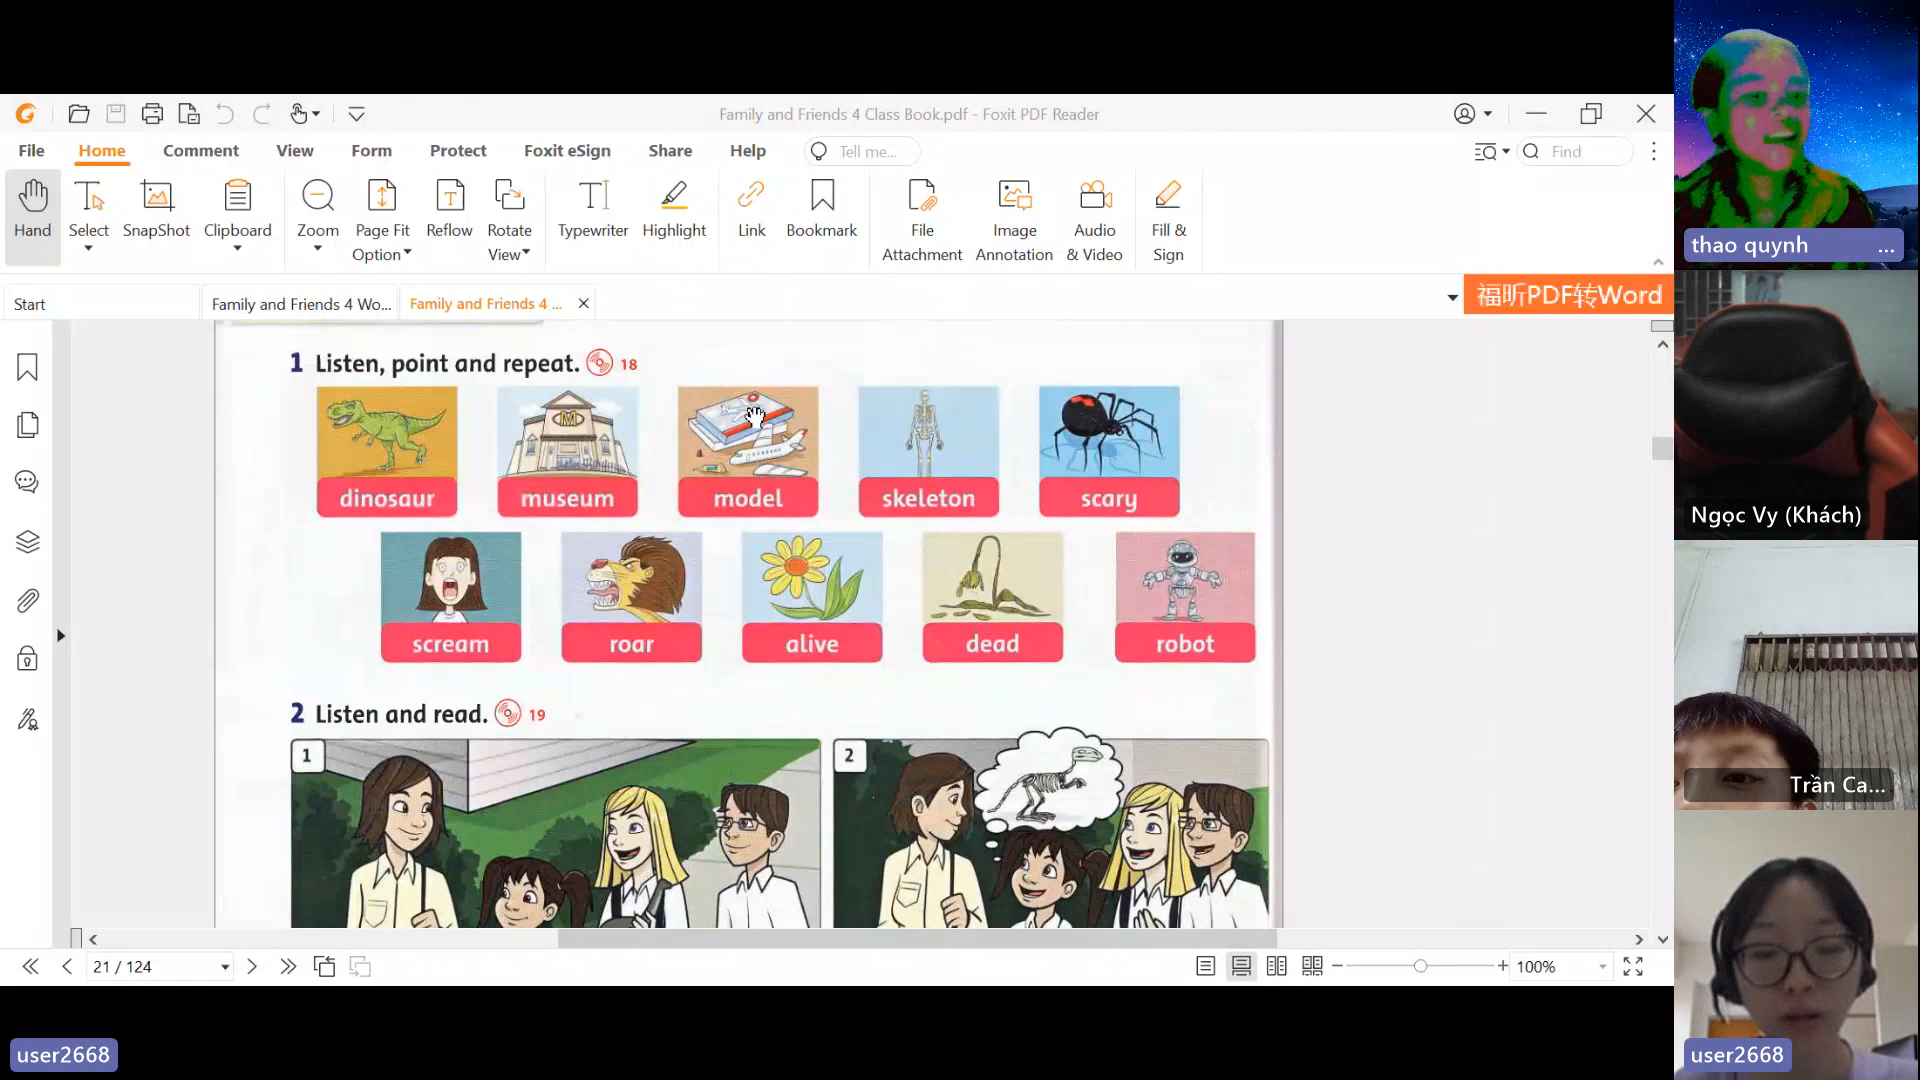 Family and Friends 4 Class Book.pdf - Foxit PDF Reader
File Home Comment View Form Protect Foxit eSign Share Help Tell me... Find
Hand Select SnapShot Clipboard Zoom Page Fit Option Reflow Rotate View Typewriter Highlight Link Bookmark File Attachment Image Annotation Audio & Video Fill & Sign
Start Family and Friends 4 Wo... Family and Friends 4 ... 福昕PDF转Word
1 Listen, point and repeat. 18
M
dinosaur museum model skeleton scary
scream roar alive dead robot
2 Listen and read. 19
1 2
21 / 124 100%
user2668
thao quynh ...
Ngọc Vy (Khách)
Trần Ca...
user2668